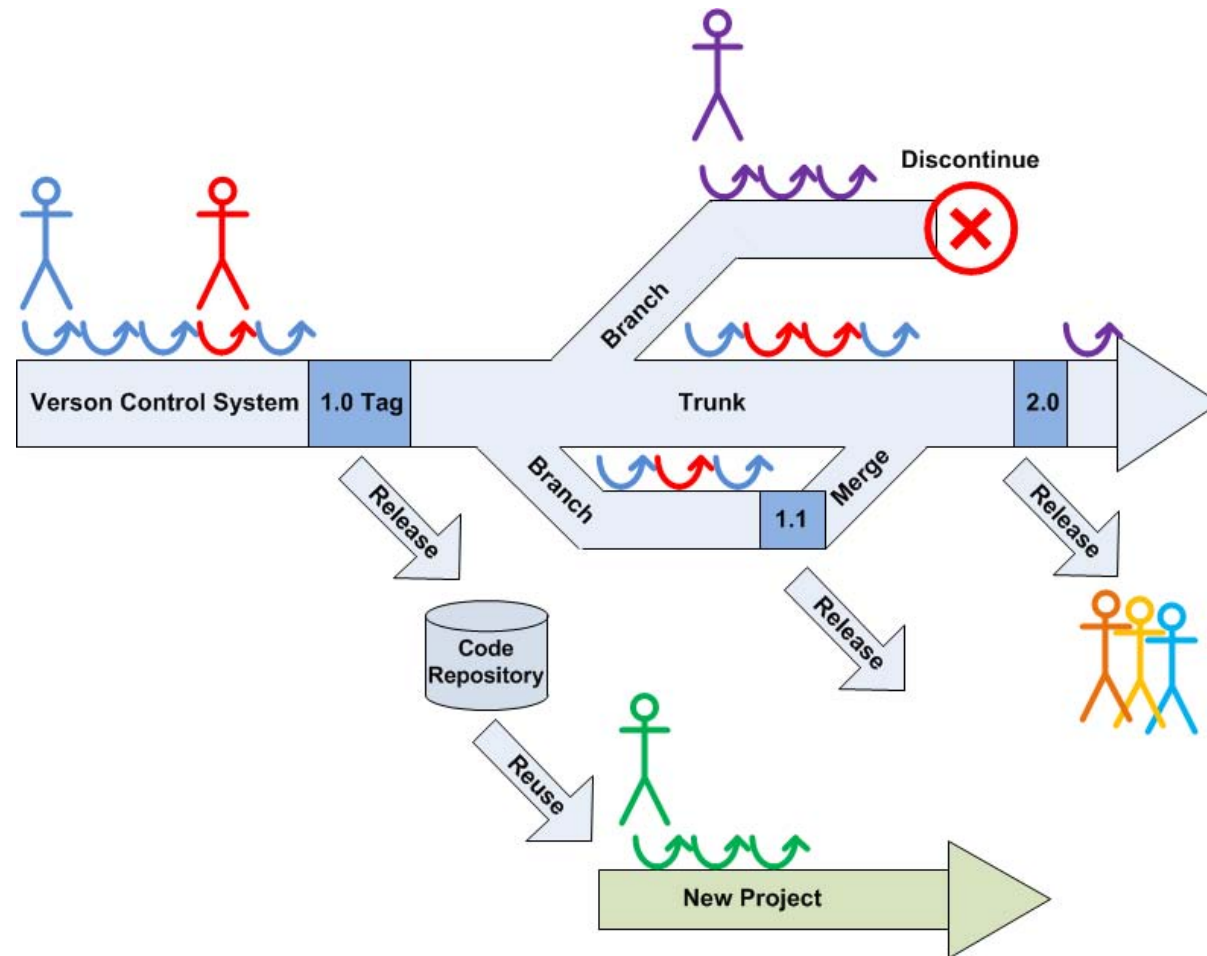 Discontinue
Branch
Verson Control System
1.0 Tag
Trunk
2.0
Branch
1.1
Merge
Release
Release
Release
Code
Repository
Reuse
New Project